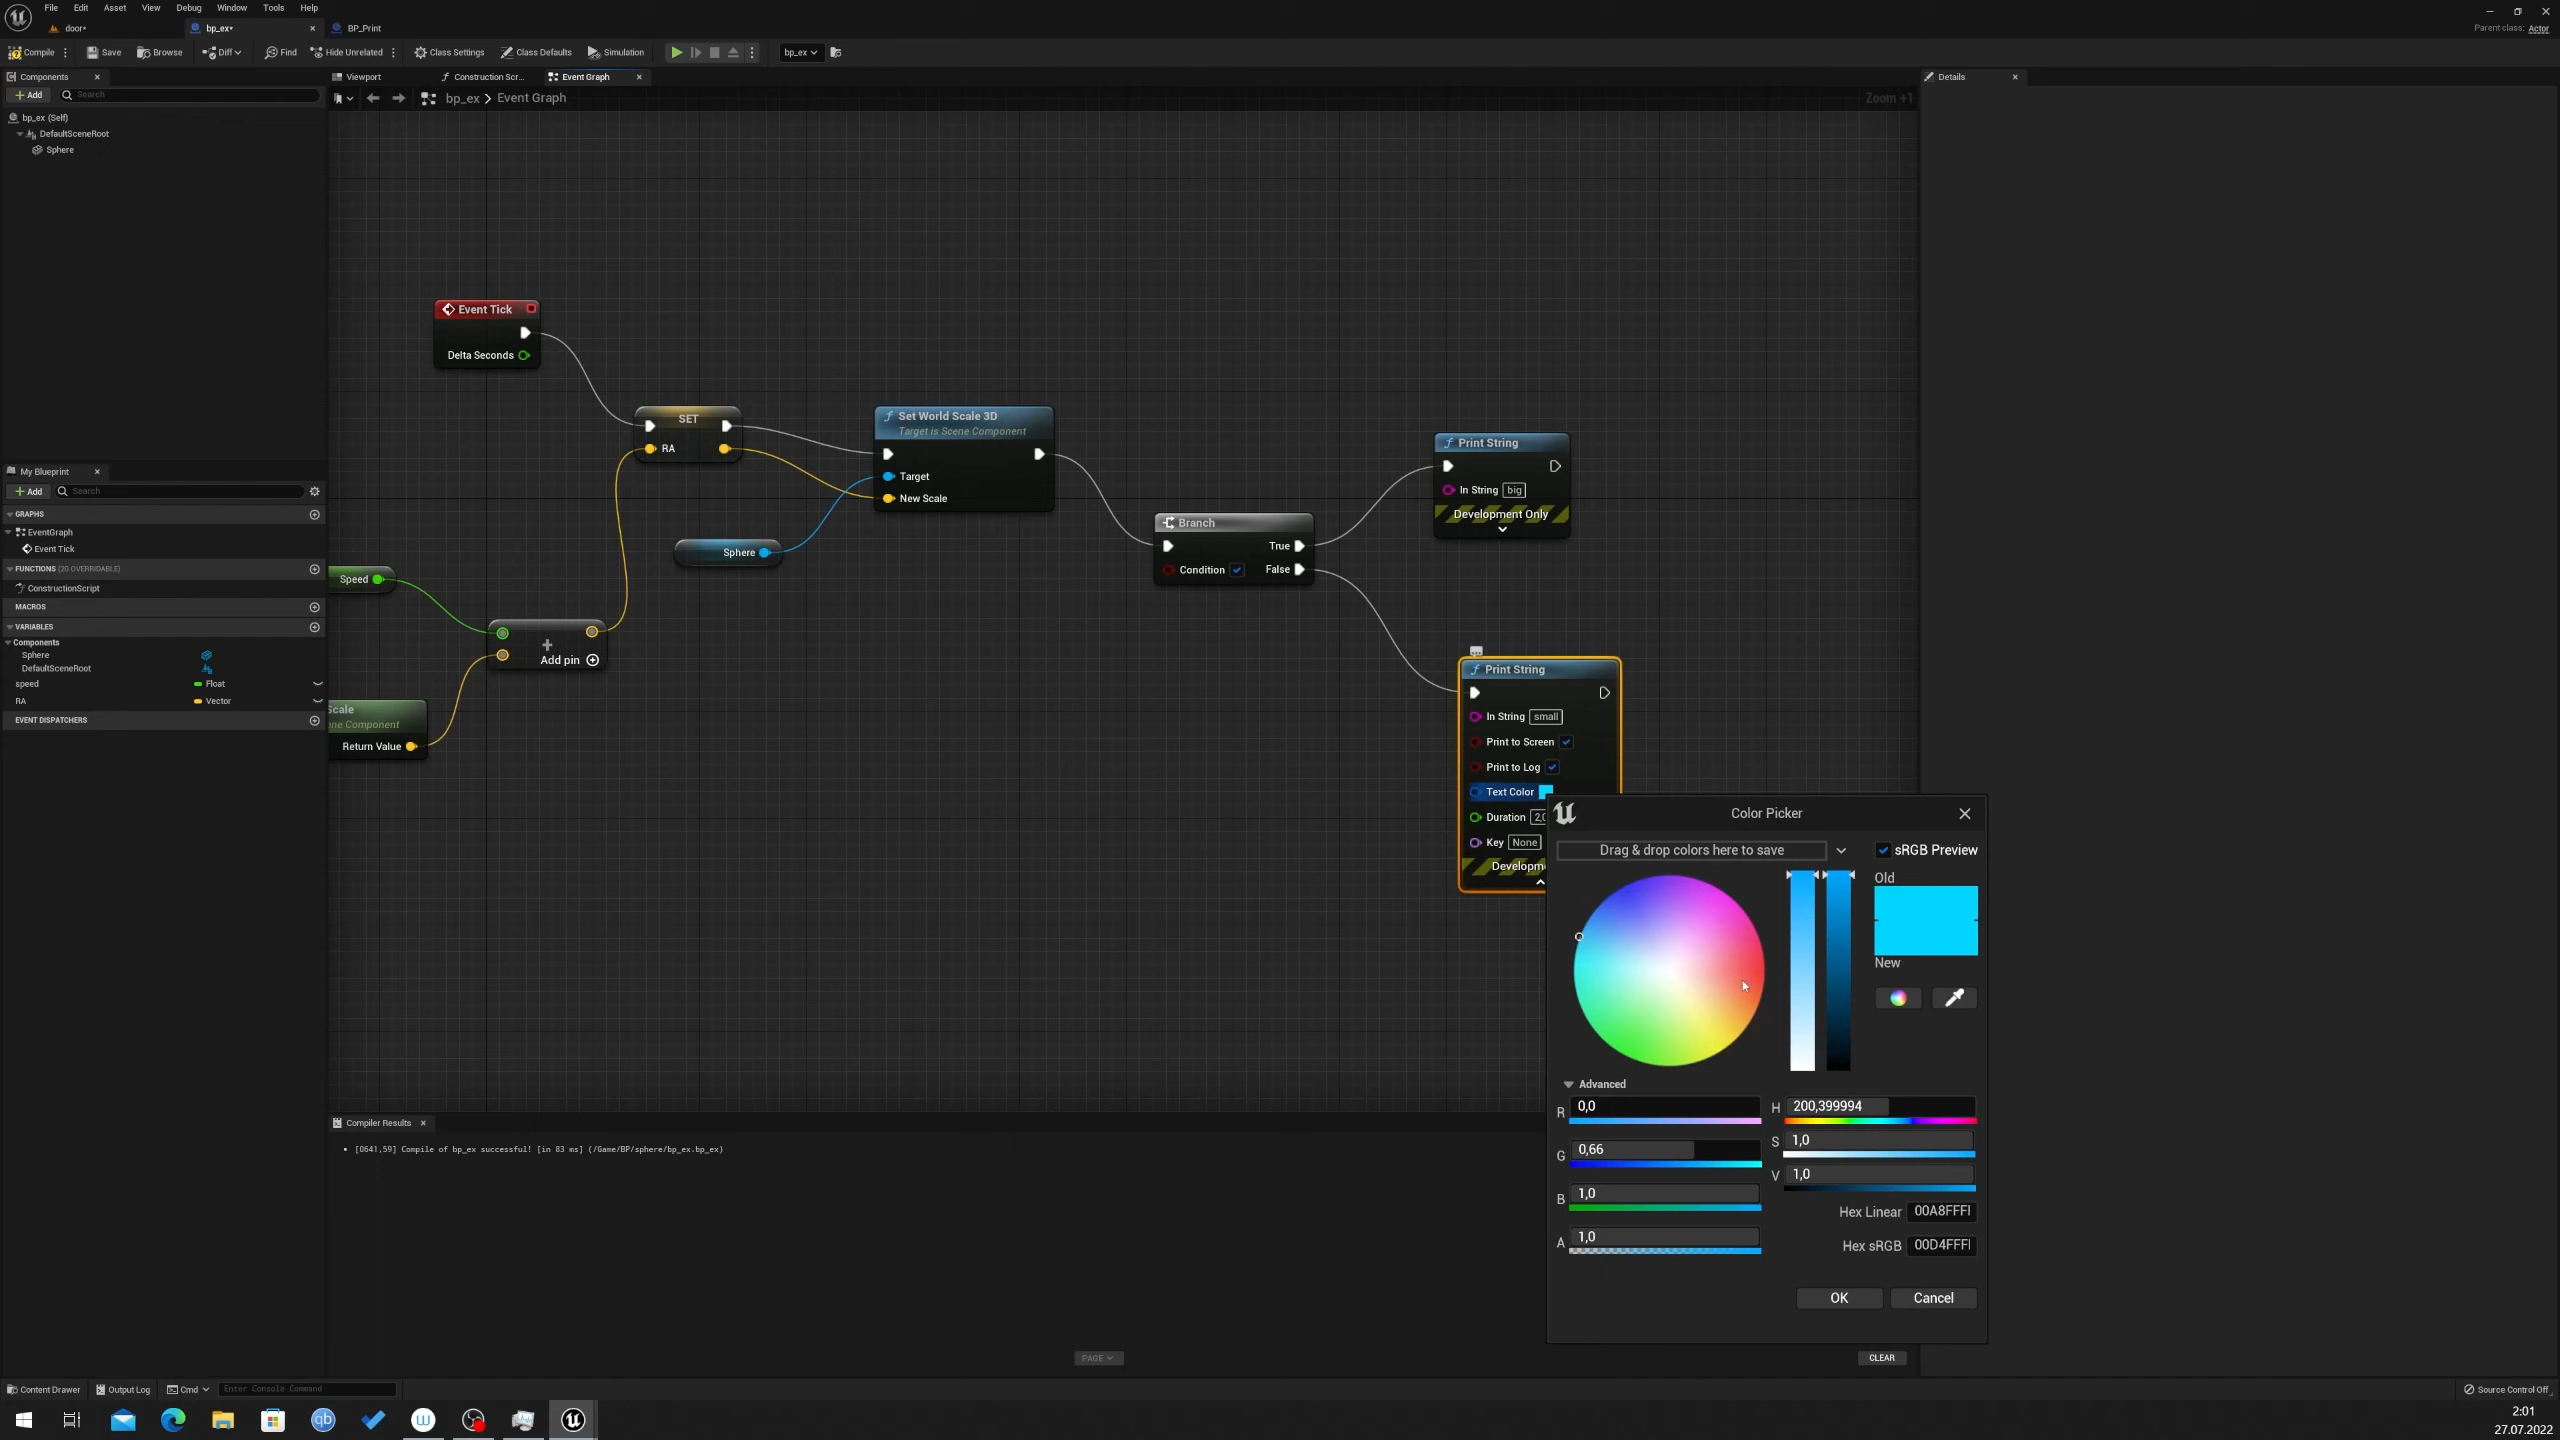 File Edit Asset View Debug Window Tools Help
door* bp_ex* BP_Print
Parent class: Actor
Compile Save Browse Diff Find Hide Unrelated Class Settings Class Defaults Simulation bp_ex
Components
Add Search
bp_ex (Self)
DefaultSceneRoot
Sphere
Viewport Construction Scr... Event Graph
bp_ex > Event Graph
Zoom +1
Details
Event Tick
Delta Seconds
SET
RA
Set World Scale 3D
Target is Scene Component
Target
New Scale
Sphere
Branch
True
Condition False
Print String
In String big
Development Only
Speed
Add pin
Scale
ne Component
Return Value
Print String
In String small
Print to Screen
Print to Log
Text Color
Duration 2,0
Key None
Developm
My Blueprint
Add Search
GRAPHS
EventGraph
Event Tick
FUNCTIONS (20 OVERRIDABLE)
ConstructionScript
MACROS
VARIABLES
Components
Sphere
DefaultSceneRoot
speed Float
RA Vector
EVENT DISPATCHERS
Color Picker
Drag & drop colors here to save
sRGB Preview
Old
New
Advanced
R 0,0
G 0,66
B 1,0
A 1,0
H 200,399994
S 1,0
V 1,0
Hex Linear 00A8FFF
Hex sRGB 00D4FFF
OK Cancel
Compiler Results
[0641,59] Compile of bp_ex successful! [in 83 ms] (/Game/BP/sphere/bp_ex.bp_ex)
PAGE
CLEAR
Content Drawer Output Log Cmd Enter Console Command
Source Control Off
qb
2:01
27.07.2022